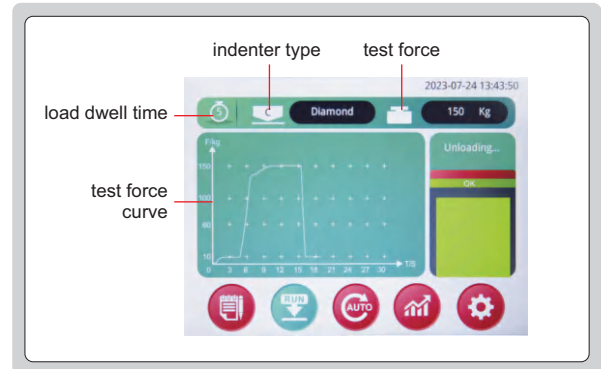 indenter type
test force
2023-07-24 13:43:50
load dwell time
5
C
Diamond
150 Kg
F/kg
Unloading...
150
OK
test force
curve
100
60
10
0 3 6 9 12 15 18 21 24 27 30
T/S
RUN
AUTO